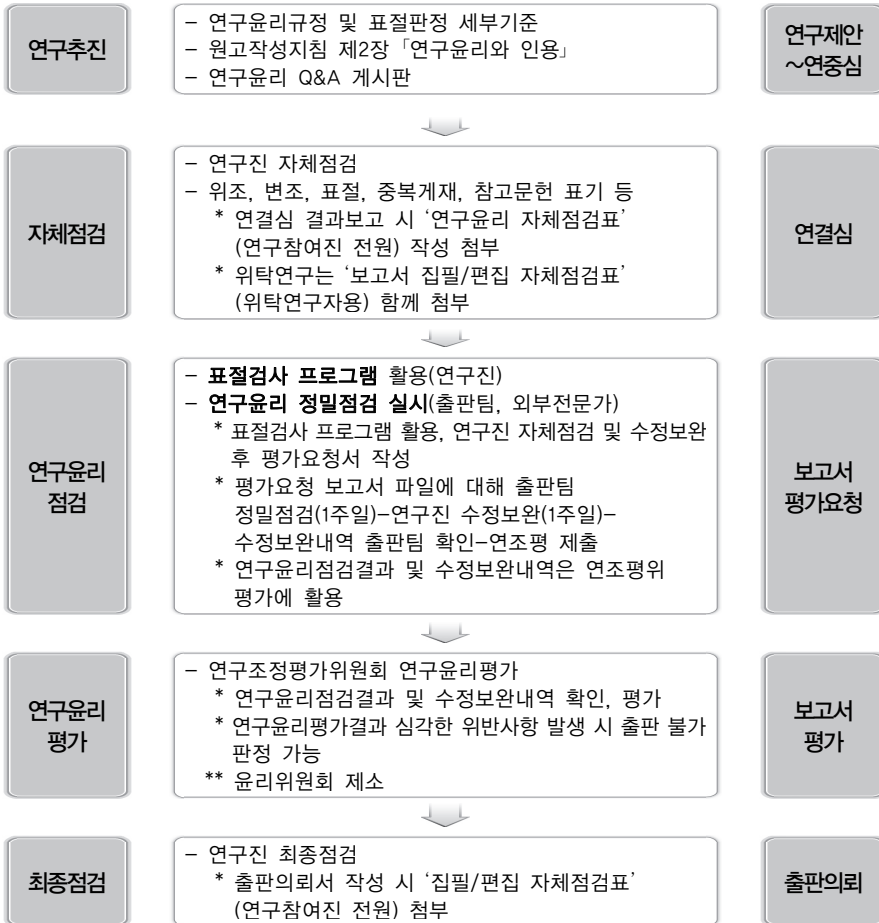 연구추진
– 연구윤리규정 및 표절판정 세부기준
– 원고작성지침 제2장「연구윤리와 인용」
– 연구윤리 Q&A 게시판
연구제안
~연중심
자체점검
– 연구진 자체점검
– 위조, 변조, 표절, 중복게재, 참고문헌 표기 등
* 연결심 결과보고 시 ‘연구윤리 자체점검표’
(연구참여진 전원) 작성 첨부
* 위탁연구는 ‘보고서 집필/편집 자체점검표’
(위탁연구자용) 함께 첨부
연결심
연구윤리
점검
– 표절검사 프로그램 활용(연구진)
– 연구윤리 정밀점검 실시(출판팀, 외부전문가)
* 표절검사 프로그램 활용, 연구진 자체점검 및 수정보완
후 평가요청서 작성
* 평가요청 보고서 파일에 대해 출판팀
정밀점검(1주일)–연구진 수정보완(1주일)–
수정보완내역 출판팀 확인–연조평 제출
* 연구윤리점검결과 및 수정보완내역은 연조평위
평가에 활용
보고서
평가요청
연구윤리
평가
– 연구조정평가위원회 연구윤리평가
* 연구윤리점검결과 및 수정보완내역 확인, 평가
* 연구윤리평가결과 심각한 위반사항 발생 시 출판 불가
판정 가능
** 윤리위원회 제소
보고서
평가
최종점검
– 연구진 최종점검
* 출판의뢰서 작성 시 ‘집필/편집 자체점검표’
(연구참여진 전원) 첨부
출판의뢰